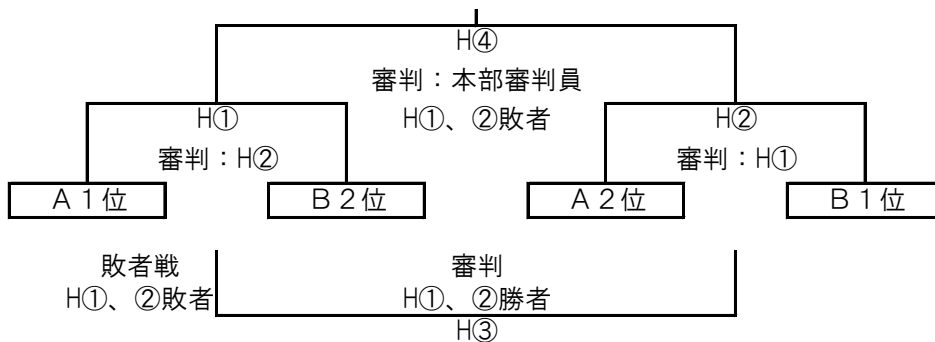 H④
審判：本部審判員
H① H①、②敗者 H②
審判：H② 審判：H①
Ａ１位 Ｂ２位 Ａ２位 Ｂ１位
敗者戦 審判
H①、②敗者 H①、②勝者
H③